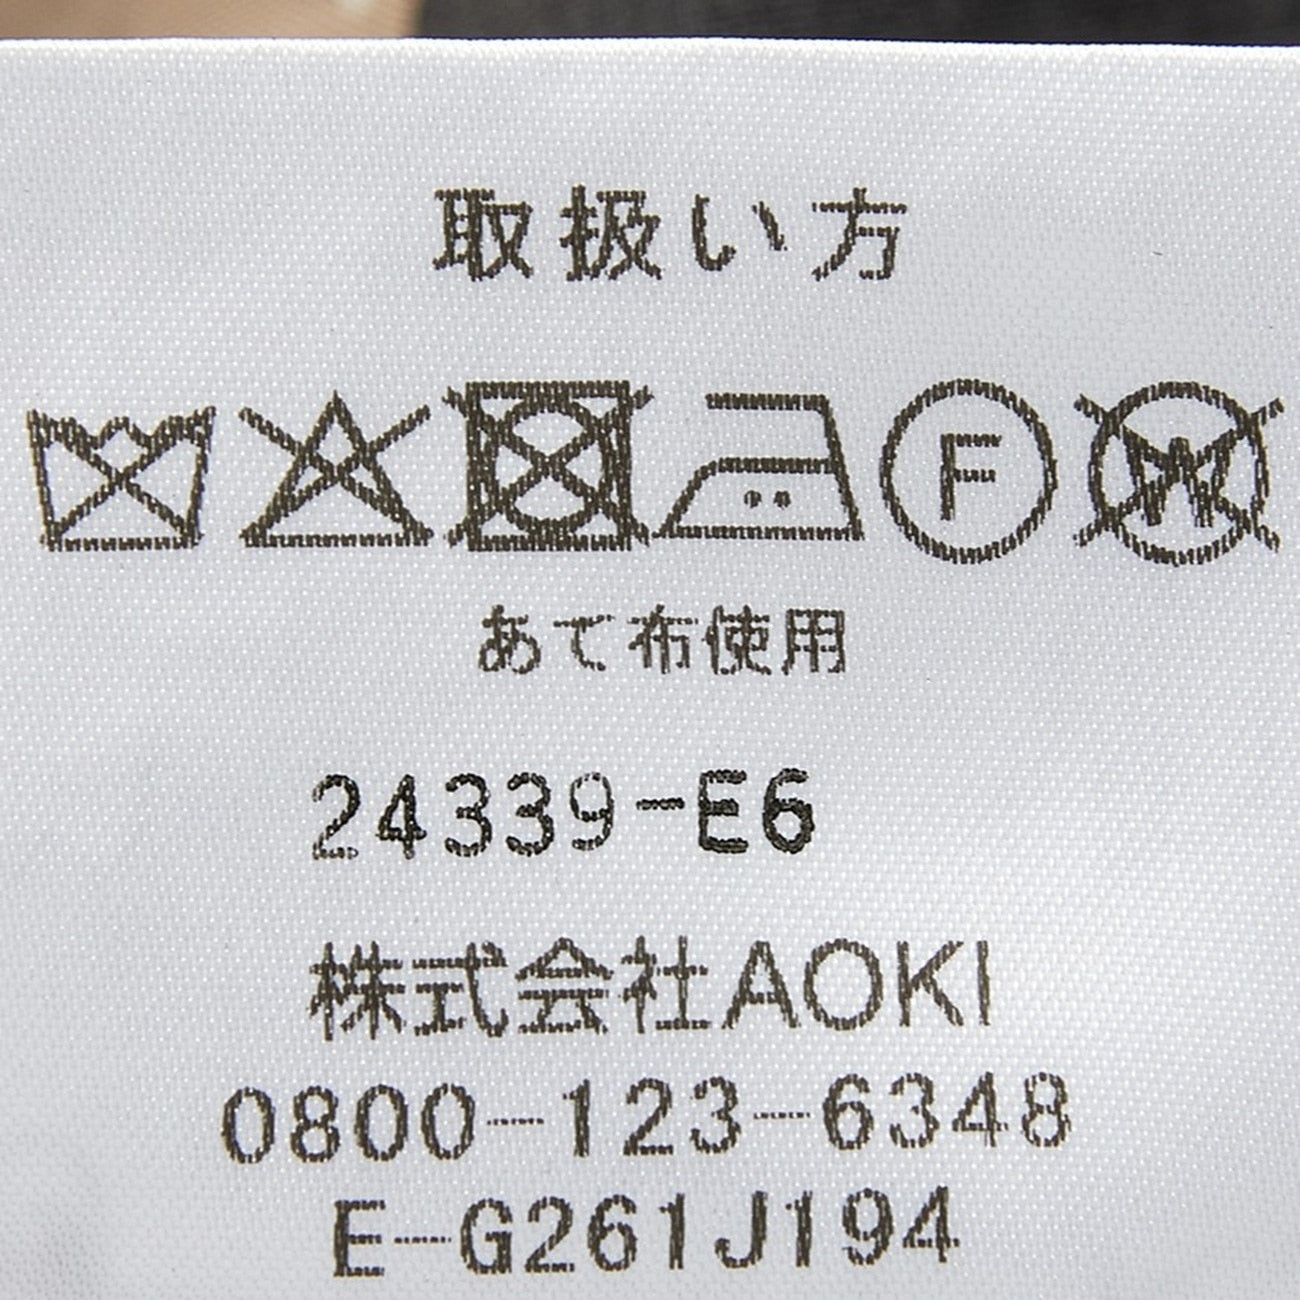 取扱い方
F W
あて布使用
24339-E6
株式会社AOKI
0800-123-6348
E-G261J194